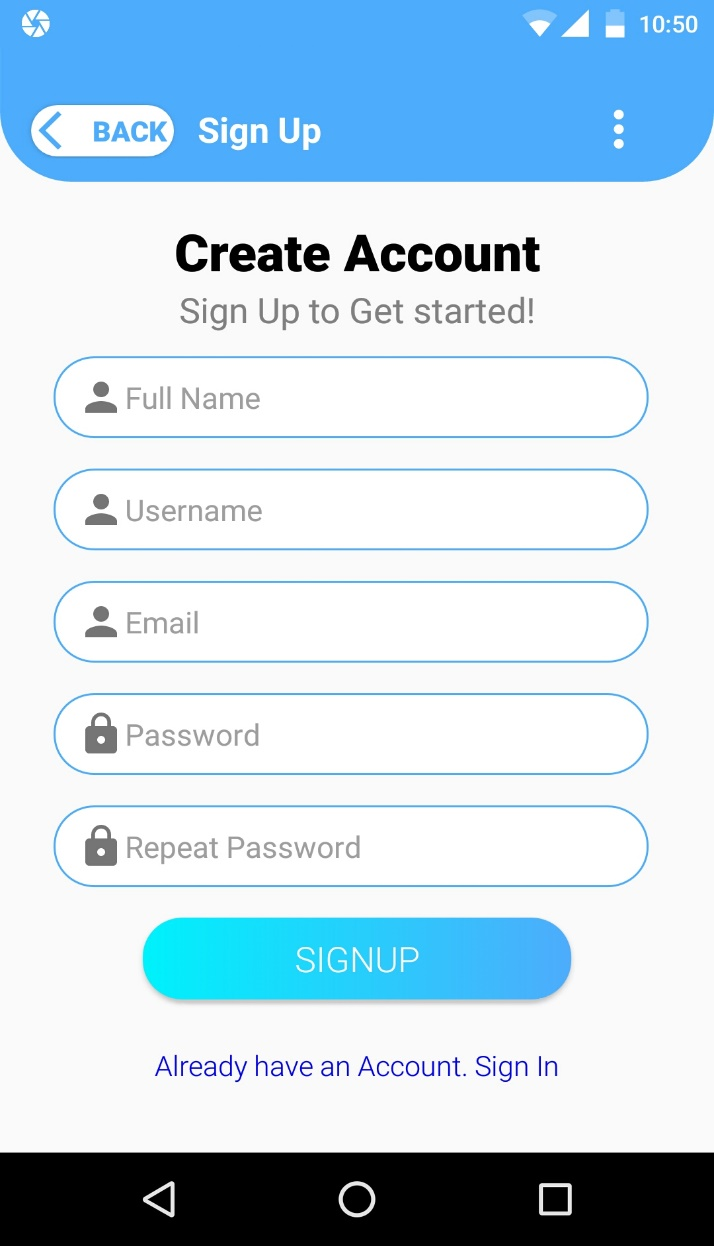 10:50
BACK Sign Up
Create Account
Sign Up to Get started!
Full Name
Username
Email
Password
Repeat Password
SIGNUP
Already have an Account. Sign In